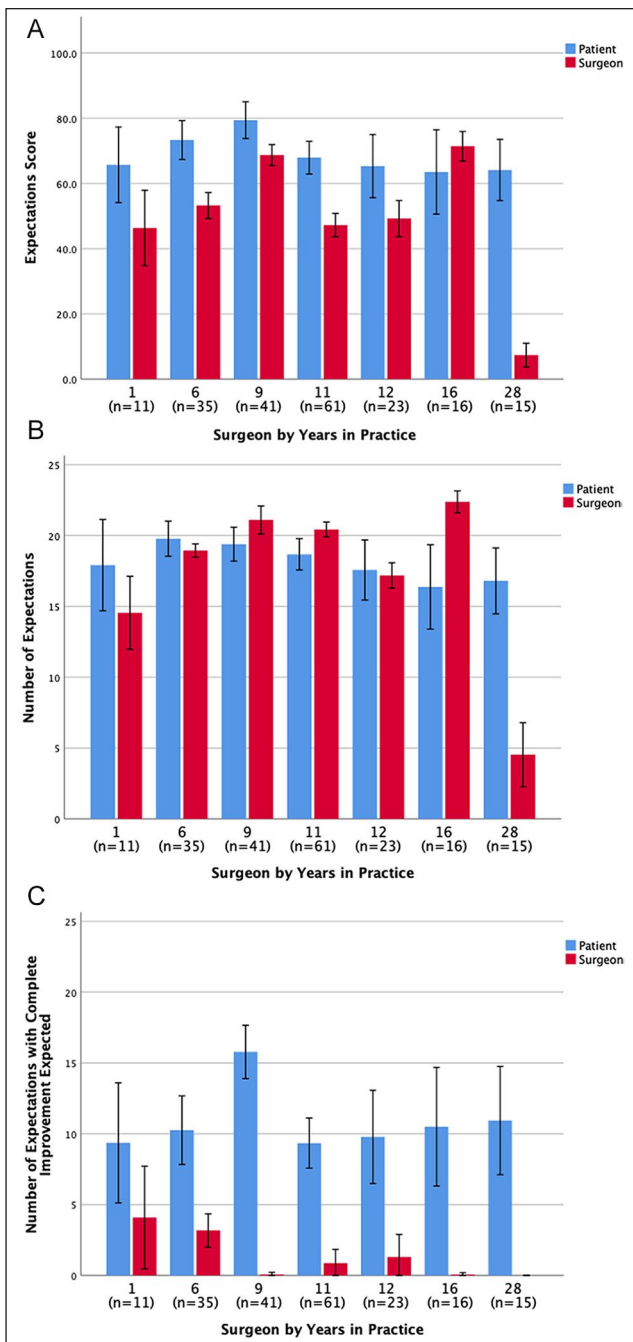 A
Patient
Surgeon
Expectations Score
100.0
80.0
60.0
40.0
20.0
0.0
1 6 9 11 12 16 28
(n=11) (n=35) (n=41) (n=61) (n=23) (n=16) (n=15)
Surgeon by Years in Practice
B
Patient
Surgeon
Number of Expectations
25
20
15
10
5
0
1 6 9 11 12 16 28
(n=11) (n=35) (n=41) (n=61) (n=23) (n=16) (n=15)
Surgeon by Years in Practice
C
Patient
Surgeon
Number of Expectations with Complete
Improvement Expected
25
20
15
10
5
0
1 6 9 11 12 16 28
(n=11) (n=35) (n=41) (n=61) (n=23) (n=16) (n=15)
Surgeon by Years in Practice